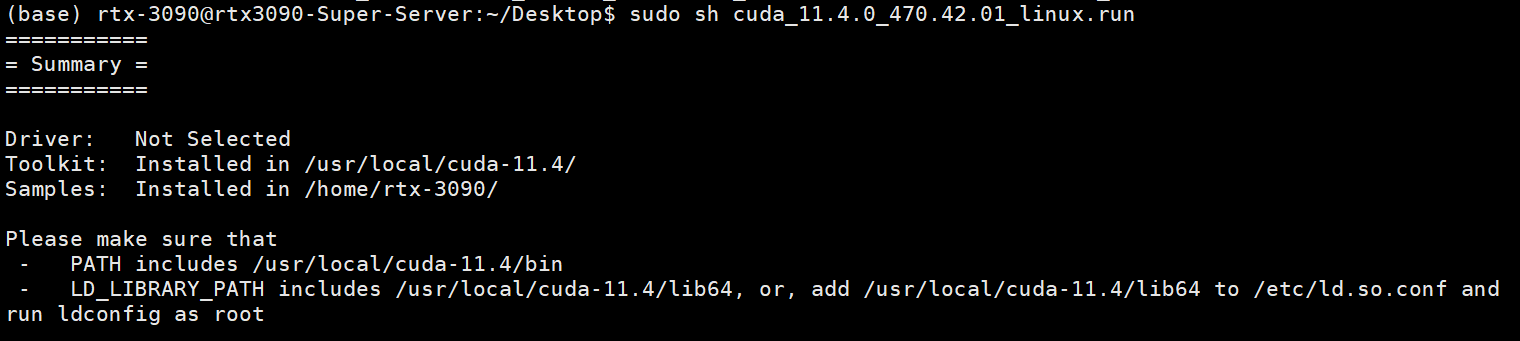 (base) rtx-3090@rtx3090-Super-Server:~/Desktop$ sudo sh cuda_11.4.0_470.42.01_linux.run
===========
= Summary =
===========
Driver:   Not Selected
Toolkit:  Installed in /usr/local/cuda-11.4/
Samples:  Installed in /home/rtx-3090/
Please make sure that
 -   PATH includes /usr/local/cuda-11.4/bin
 -   LD_LIBRARY_PATH includes /usr/local/cuda-11.4/lib64, or, add /usr/local/cuda-11.4/lib64 to /etc/ld.so.conf and
run ldconfig as root